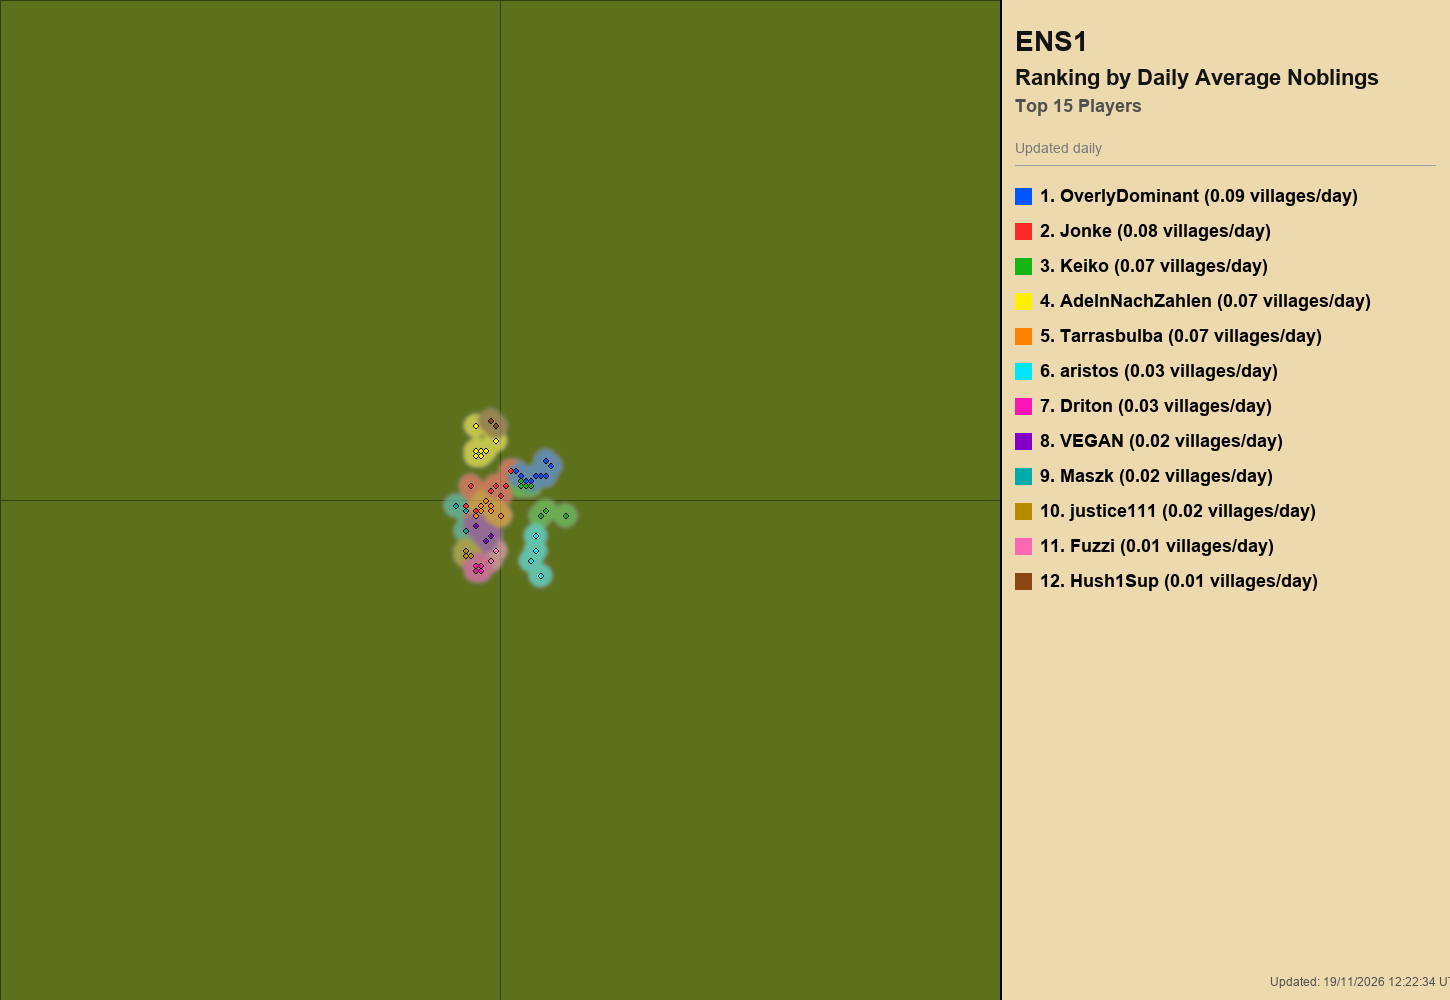 ENS1
Ranking by Daily Average Noblings
Top 15 Players
Updated daily
1. OverlyDominant (0.09 villages/day)
2. Jonke (0.08 villages/day)
3. Keiko (0.07 villages/day)
4. AdelnNachZahlen (0.07 villages/day)
5. Tarrasbulba (0.07 villages/day)
6. aristos (0.03 villages/day)
7. Driton (0.03 villages/day)
8. VEGAN (0.02 villages/day)
9. Maszk (0.02 villages/day)
10. justice111 (0.02 villages/day)
11. Fuzzi (0.01 villages/day)
12. Hush1Sup (0.01 villages/day)
Updated: 19/11/2026 12:22:34